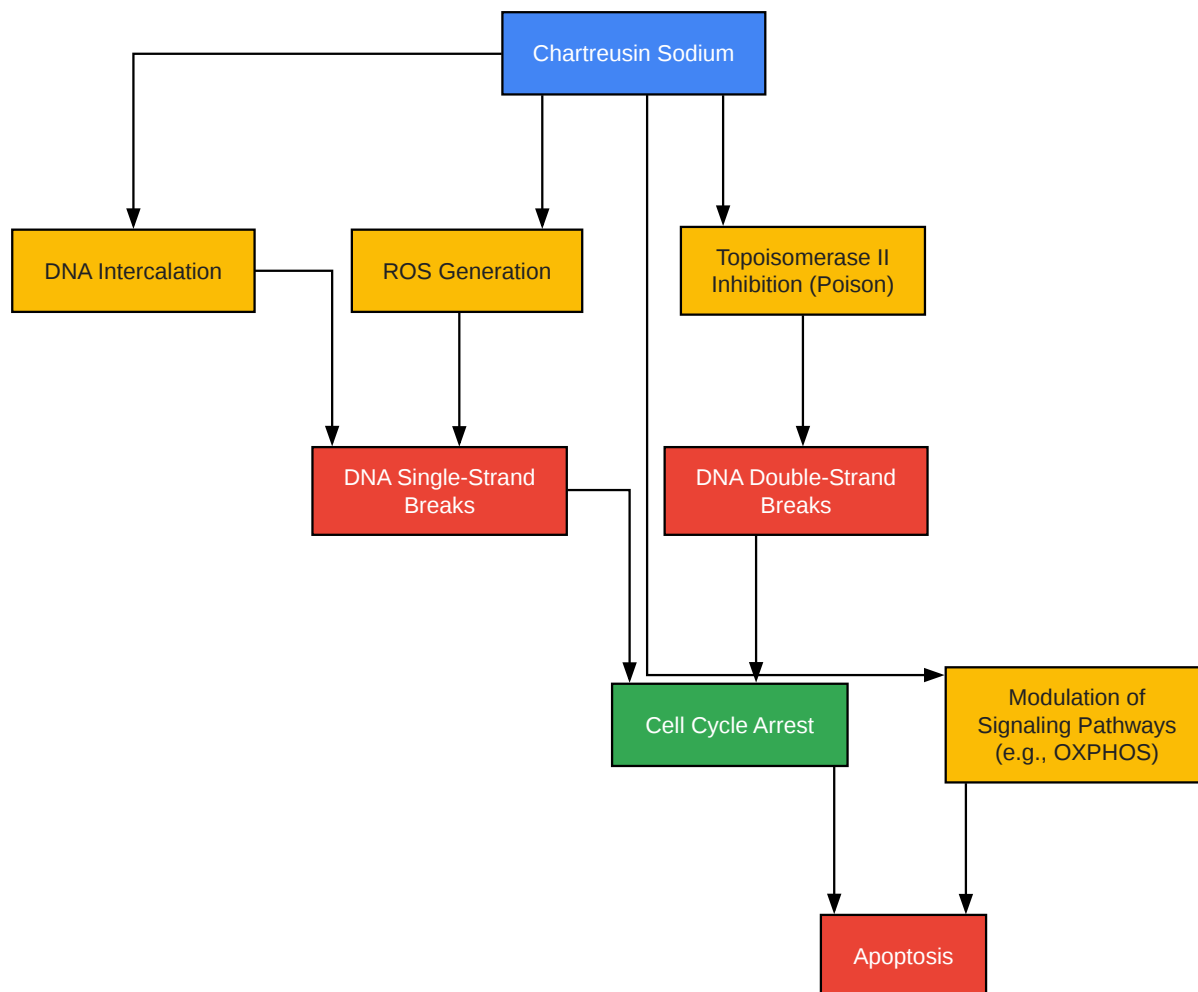 Chartreusin Sodium
DNA Intercalation
ROS Generation
Topoisomerase II
Inhibition (Poison)
DNA Single-Strand
Breaks
DNA Double-Strand
Breaks
Cell Cycle Arrest
Modulation of
Signaling Pathways
(e.g., OXPHOS)
Apoptosis